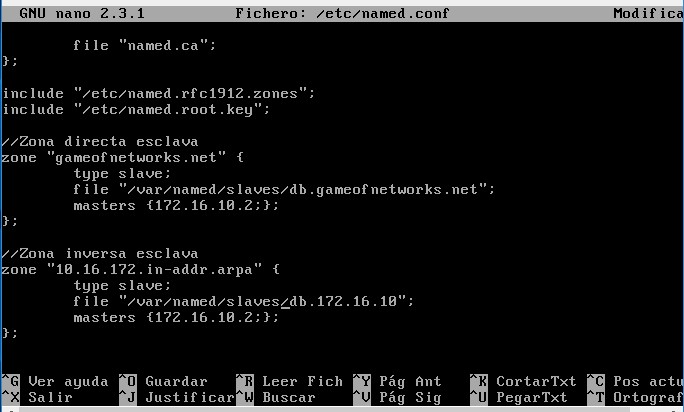 GNU nano 2.3.1 Fichero: /etc/named.conf Modifica
file "named.ca";
};
include "/etc/named.rfc1912.zones";
include "/etc/named.root.key";
//Zona directa esclava
zone "gameofnetworks.net" {
type slave;
file "/var/named/slaves/db.gameofnetworks.net";
masters {172.16.10.2;};
};
//Zona inversa esclava
zone "10.16.172.in-addr.arpa" {
type slave;
file "/var/named/slaves/db.172.16.10";
masters {172.16.10.2;};
};
^G Ver ayuda ^O Guardar ^R Leer Fich ^Y Pág Ant ^K CortarTxt ^C Pos actu
^X Salir ^J Justificar ^W Buscar ^V Pág Sig ^U PegarTxt ^T Ortograf